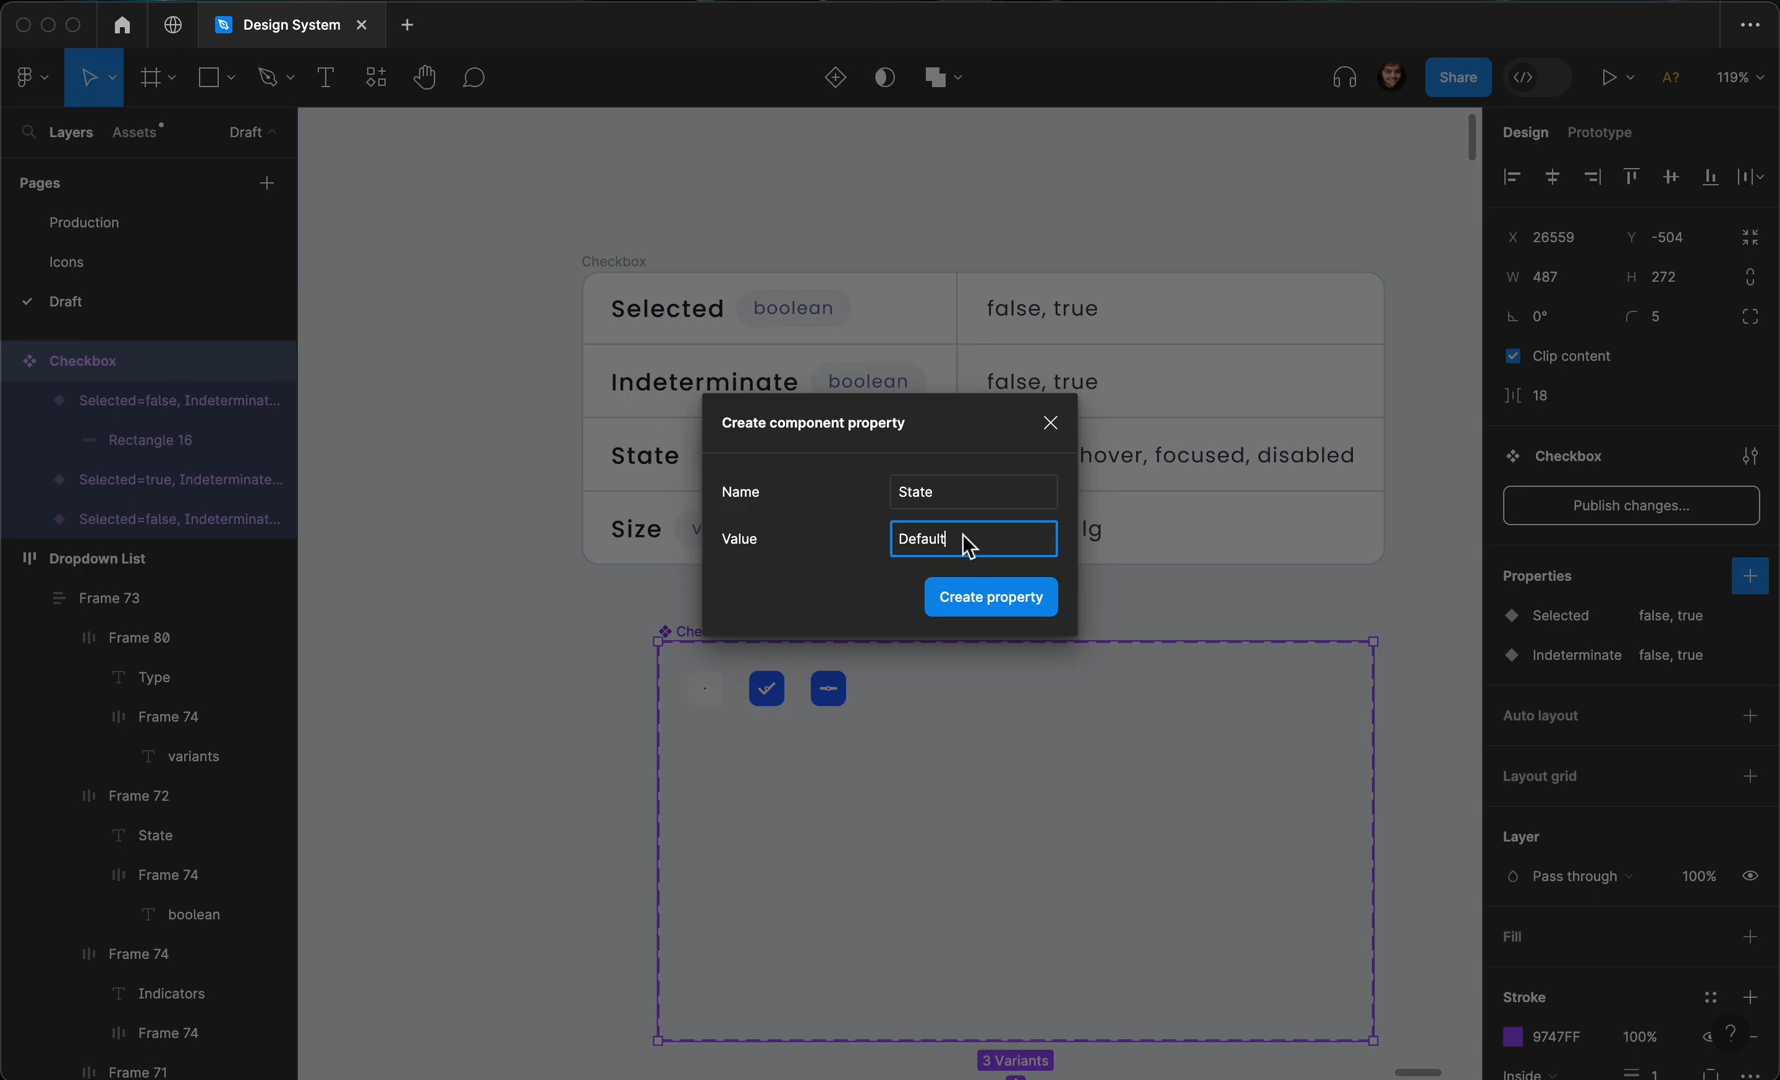 Design System
Share
A?
119%
Layers Assets Draft
Design Prototype
Pages
Production
Icons
Draft
Checkbox
Selected=false, Indeterminat...
Rectangle 16
Selected=true, Indeterminate...
Selected=false, Indeterminat...
Dropdown List
Frame 73
Frame 80
Type
Frame 74
variants
Frame 72
State
Frame 74
boolean
Frame 74
Indicators
Frame 74
Frame 71
Checkbox
Selected boolean false, true
Indeterminate boolean false, true
State hover, focused, disabled
Size v lg
Create component property
Name State
Value Default
Create property
Che
3 Variants
X 26559 Y -504
W 487 H 272
0° 5
Clip content
18
Checkbox
Publish changes...
Properties
Selected false, true
Indeterminate false, true
Auto layout
Layout grid
Layer
Pass through 100%
Fill
Stroke
9747FF 100%
?
Inside 1